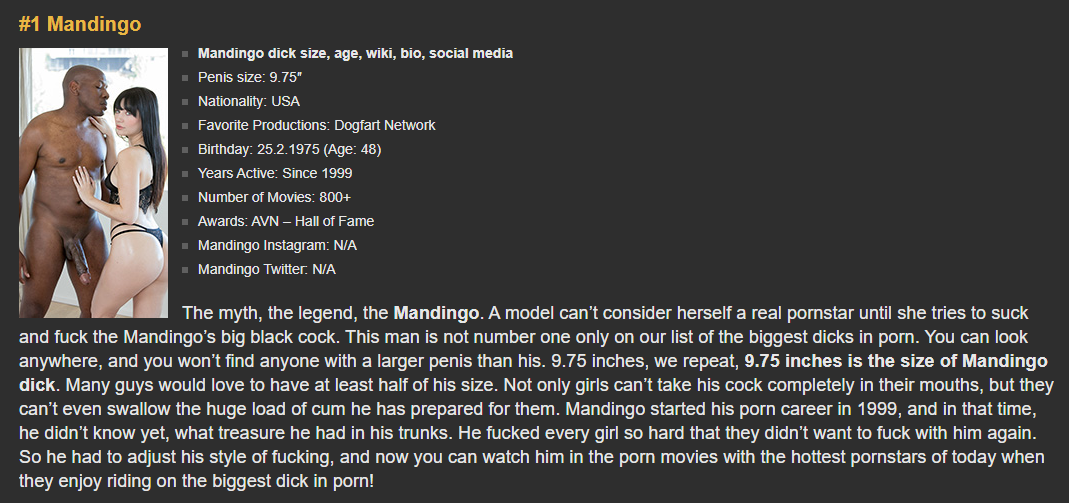 #1 Mandingo
Mandingo dick size, age, wiki, bio, social media
Penis size: 9.75″
Nationality: USA
Favorite Productions: Dogfart Network
Birthday: 25.2.1975 (Age: 48)
Years Active: Since 1999
Number of Movies: 800+
Awards: AVN – Hall of Fame
Mandingo Instagram: N/A
Mandingo Twitter: N/A
The myth, the legend, the Mandingo. A model can’t consider herself a real pornstar until she tries to suck
and fuck the Mandingo’s big black cock. This man is not number one only on our list of the biggest dicks in porn. You can look
anywhere, and you won’t find anyone with a larger penis than his. 9.75 inches, we repeat, 9.75 inches is the size of Mandingo
dick. Many guys would love to have at least half of his size. Not only girls can’t take his cock completely in their mouths, but they
can’t even swallow the huge load of cum he has prepared for them. Mandingo started his porn career in 1999, and in that time,
he didn’t know yet, what treasure he had in his trunks. He fucked every girl so hard that they didn’t want to fuck with him again.
So he had to adjust his style of fucking, and now you can watch him in the porn movies with the hottest pornstars of today when
they enjoy riding on the biggest dick in porn!